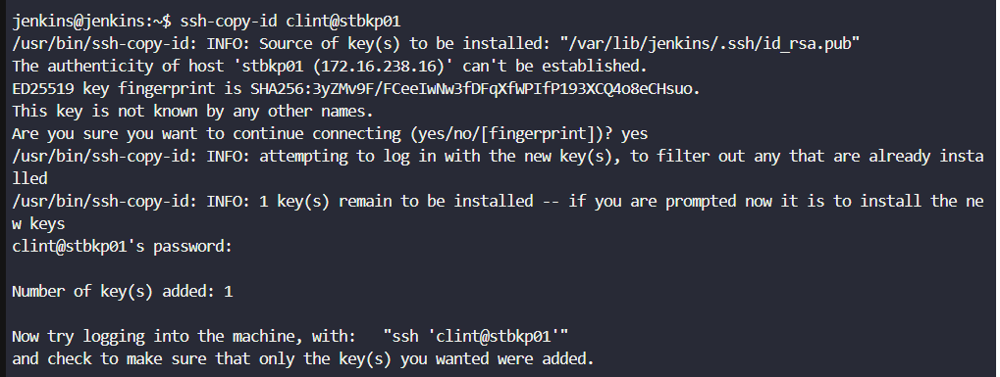 jenkins@jenkins:~$ ssh-copy-id clint@stbkp01
/usr/bin/ssh-copy-id: INFO: Source of key(s) to be installed: "/var/lib/jenkins/.ssh/id_rsa.pub"
The authenticity of host 'stbkp01 (172.16.238.16)' can't be established.
ED25519 key fingerprint is SHA256:3yZMv9F/FCeeIwNw3fDFqXfWPIfP193XCQ4o8eCHsuo.
This key is not known by any other names.
Are you sure you want to continue connecting (yes/no/[fingerprint])? yes
/usr/bin/ssh-copy-id: INFO: attempting to log in with the new key(s), to filter out any that are already insta
lled
/usr/bin/ssh-copy-id: INFO: 1 key(s) remain to be installed -- if you are prompted now it is to install the ne
w keys
clint@stbkp01's password:
Number of key(s) added: 1
Now try logging into the machine, with:   "ssh 'clint@stbkp01'"
and check to make sure that only the key(s) you wanted were added.